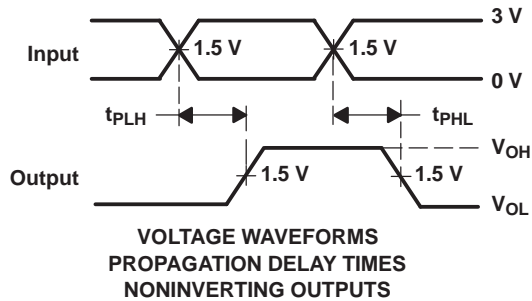 3 V
Input
1.5 V
1.5 V
0 V
tPLH
tPHL
VOH
Output
1.5 V
1.5 V
VOL
VOLTAGE WAVEFORMS
PROPAGATION DELAY TIMES
NONINVERTING OUTPUTS